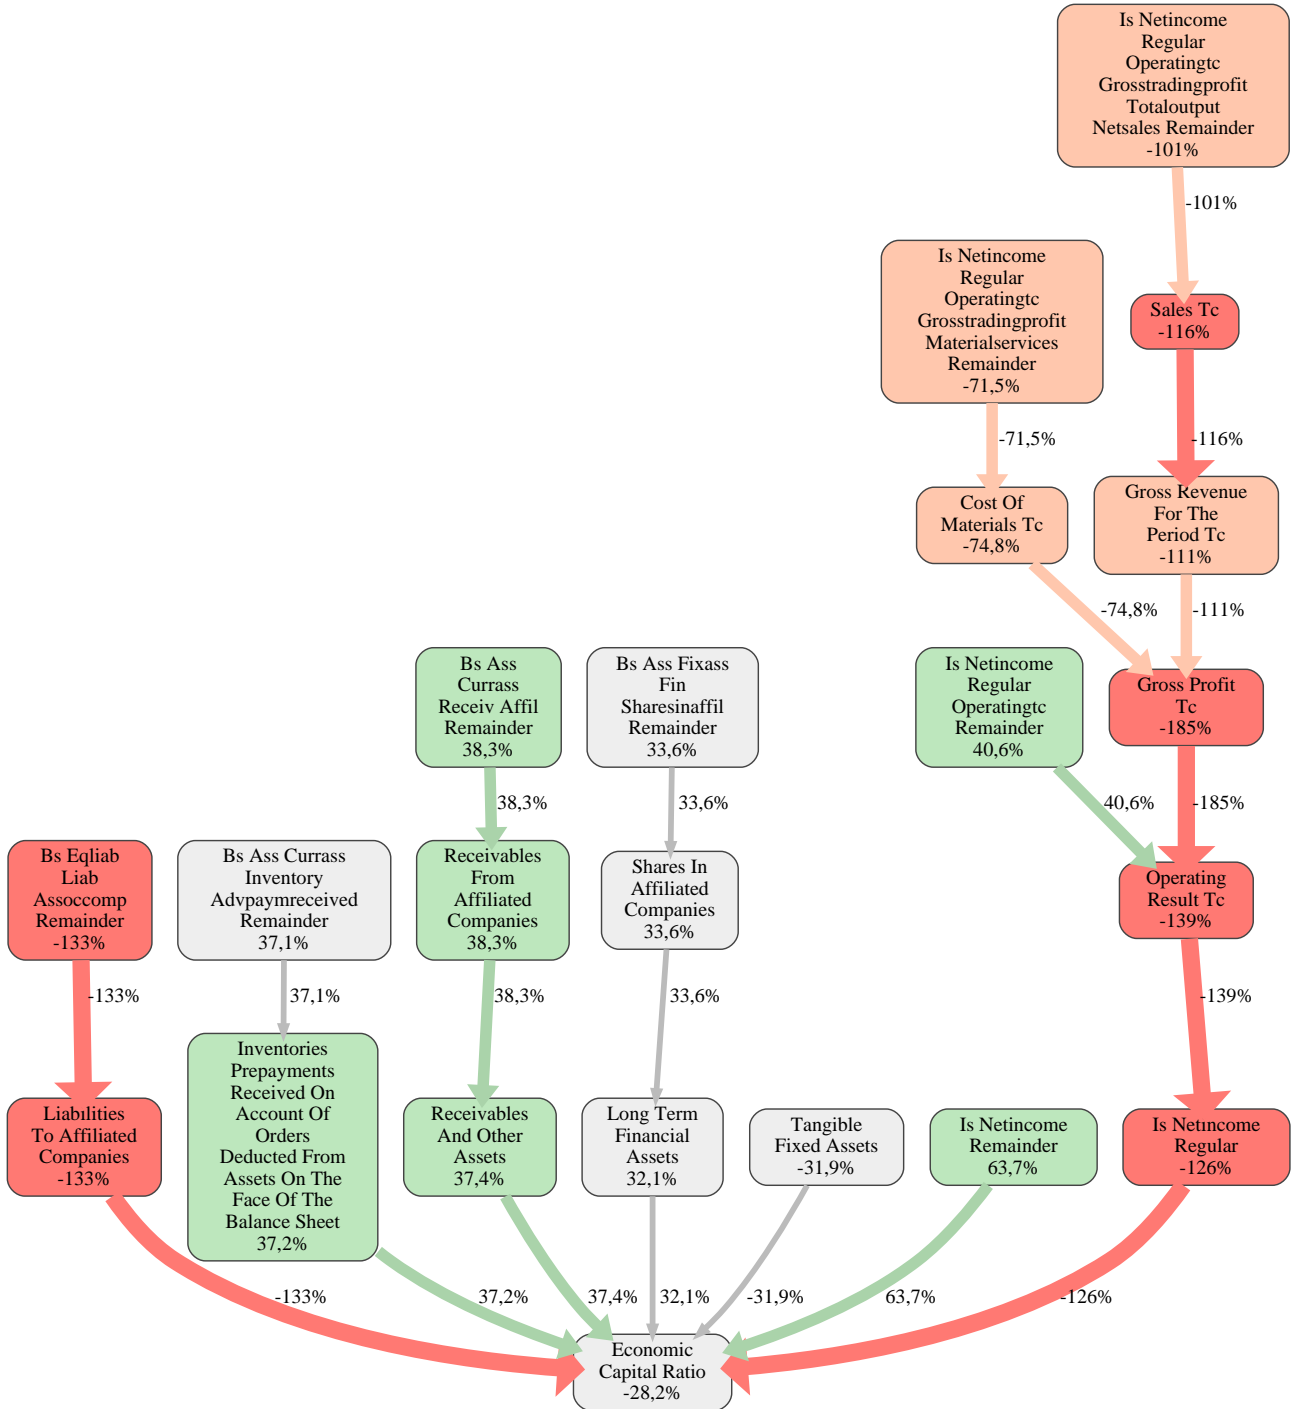 Is Netincome
Regular
Operatingtc
Grosstradingprofit
Totaloutput
Netsales Remainder
-101%
-101%
Is Netincome
Regular
Operatingtc
Grosstradingprofit
Materialservices
Remainder
-71,5%
Sales Tc
-116%
-71,5%
-116%
Cost Of
Materials Tc
-74,8%
Gross Revenue
For The
Period Tc
-111%
-74,8%
-111%
Bs Ass
Currass
Receiv Affil
Remainder
38,3%
Bs Ass Fixass
Fin
Sharesinaffil
Remainder
33,6%
Is Netincome
Regular
Operatingtc
Remainder
40,6%
Gross Profit
Tc
-185%
38,3%
33,6%
40,6%
-185%
Bs Eqliab
Liab
Assoccomp
Remainder
-133%
Bs Ass Currass
Inventory
Advpaymreceived
Remainder
37,1%
Receivables
From
Affiliated
Companies
38,3%
Shares In
Affiliated
Companies
33,6%
Operating
Result Tc
-139%
-133%
37,1%
38,3%
33,6%
-139%
Liabilities
To Affiliated
Companies
-133%
Inventories
Prepayments
Received On
Account Of
Orders
Deducted From
Assets On The
Face Of The
Balance Sheet
37,2%
Receivables
And Other
Assets
37,4%
Long Term
Financial
Assets
32,1%
Tangible
Fixed Assets
-31,9%
Is Netincome
Remainder
63,7%
Is Netincome
Regular
-126%
-133%
37,2%
37,4%
32,1%
-31,9%
63,7%
-126%
Economic
Capital Ratio
-28,2%